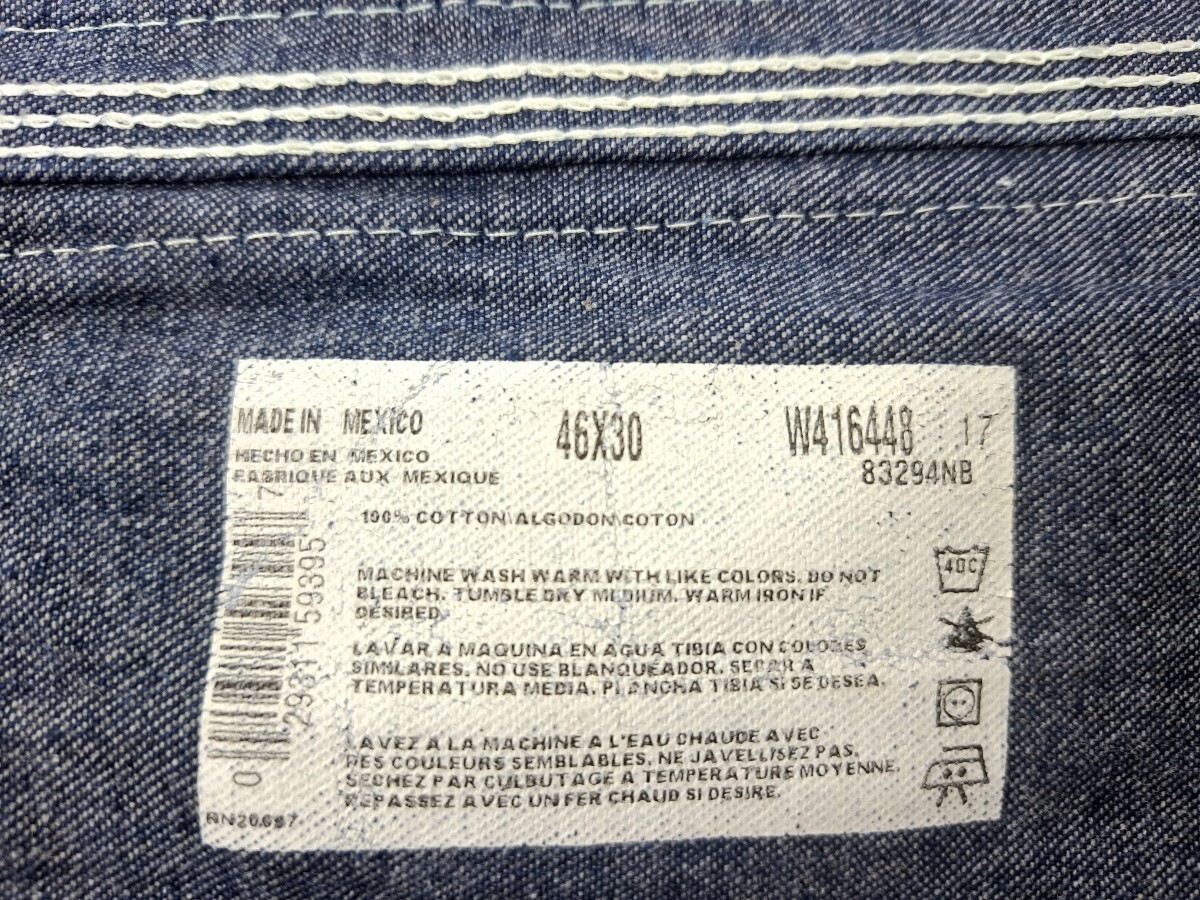 MADE IN MEXICO 46X30 W416448 17
HECHO EN MEXICO 83294NB
FABRIQUE AUX MEXIQUE
100% COTTON\ALGODON\COTON
MACHINE WASH WARM WITH LIKE COLORS. DO NOT
BLEACH. TUMBLE DRY MEDIUM. WARM IRON IF
DESIRED.
LAVAR A MAQUINA EN AGUA TIBIA CON COLORES
SIMILARES. NO USE BLANQUEADOR. SECAR A
TEMPERATURA MEDIA. PLANCHA TIBIA SI SE DESEA.
LAVEZ A LA MACHINE A L'EAU CHAUDE AVEC
DES COULEURS SEMBLABLES. NE JAVELLISEZ PAS.
SECHEZ PAR CULBUTAGE A TEMPERATURE MOYENNE.
REPASSEZ AVEC UN FER CHAUD SI DESIRE.
40C
0 29311 59395 7
RN20697